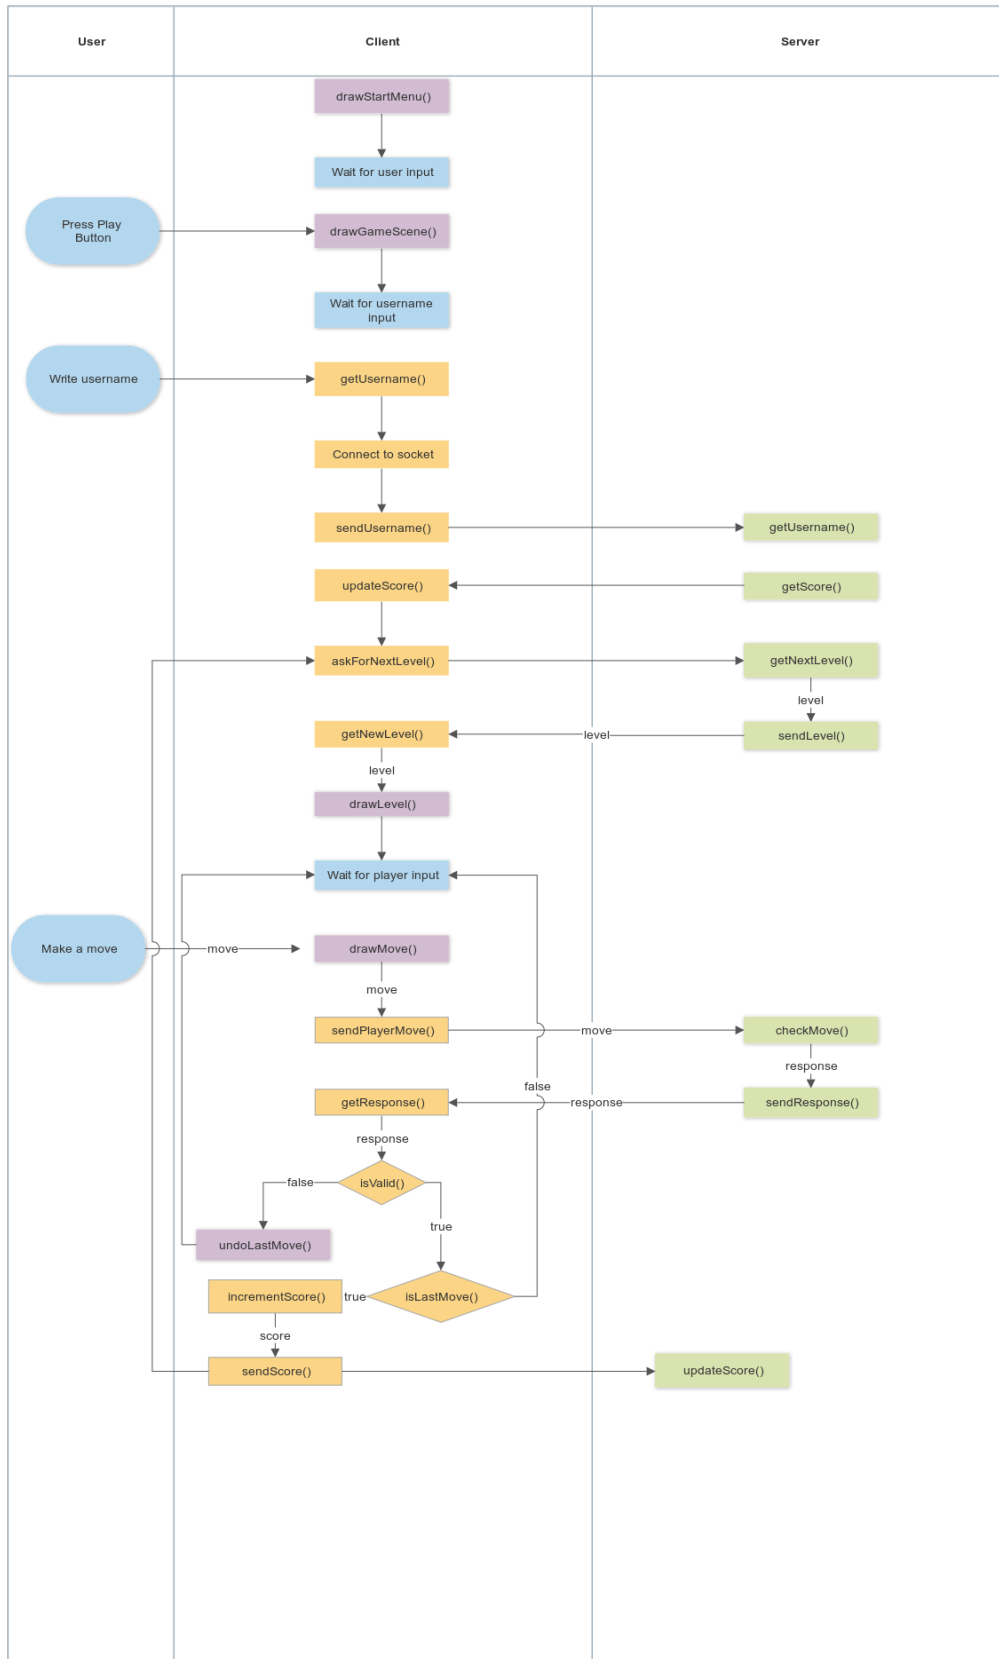 User
Client
Server
drawStartMenu()
Wait for user input
Press Play
Button
drawGameScene()
Wait for username
input
Write username
getUsername()
Connect to socket
sendUsername()
getUsername()
updateScore()
getScore()
askForNextLevel()
getNextLevel()
level
getNewLevel()
level
sendLevel()
level
drawLevel()
Wait for player input
Make a move
move
drawMove()
move
sendPlayerMove()
move
checkMove()
response
false
getResponse()
response
sendResponse()
response
false
isValid()
true
undoLastMove()
incrementScore()
true
isLastMove()
score
sendScore()
updateScore()